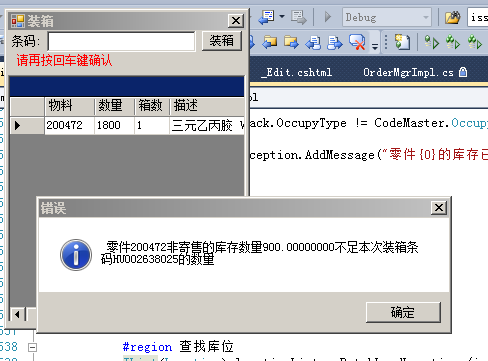 装箱
条码:
装箱
请再按回车键确认
物料 数量 箱数 描述
200472 1800 1 三元乙丙胶
Debug
iss
_Edit.cshtml OrderMgrImpl.cs
pl
ack.OccupyType != CodeMaster.Occup
ception.AddMessage("零件{0}的库存已
错误
零件200472非寄售的库存数量900.00000000不足本次装箱条
码HU002638025的数量
确定
538 #region 查找库位